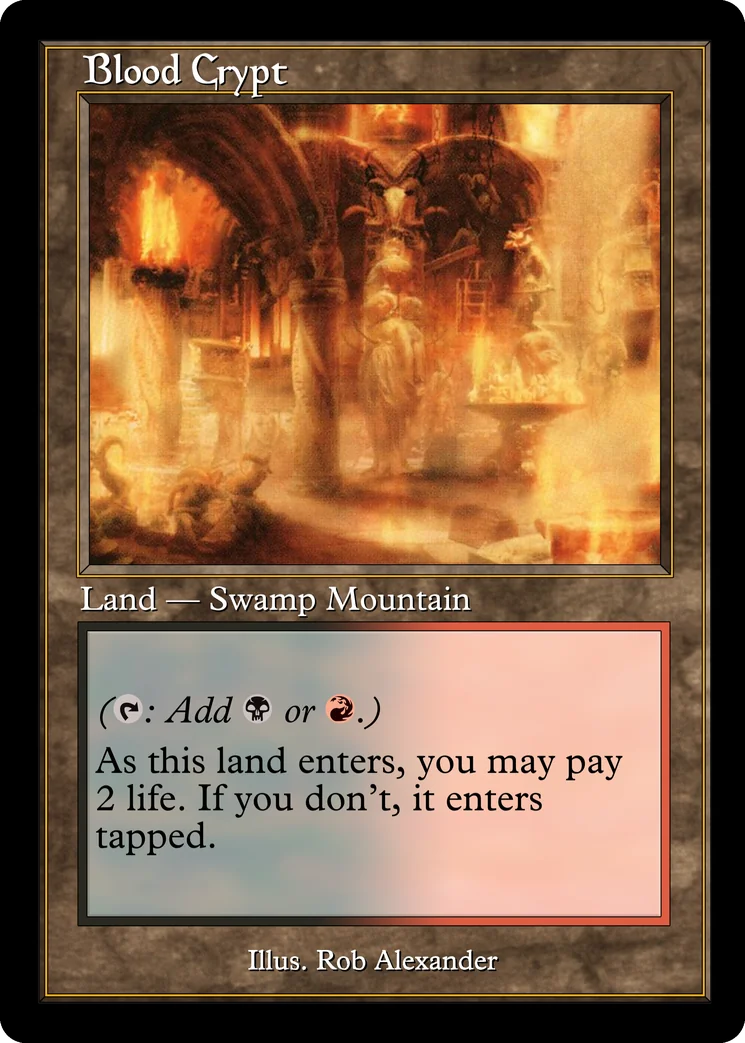 Blood Crypt
Land — Swamp Mountain
(: Add or .)
As this land enters, you may pay
2 life. If you don't, it enters
tapped.
Illus. Rob Alexander